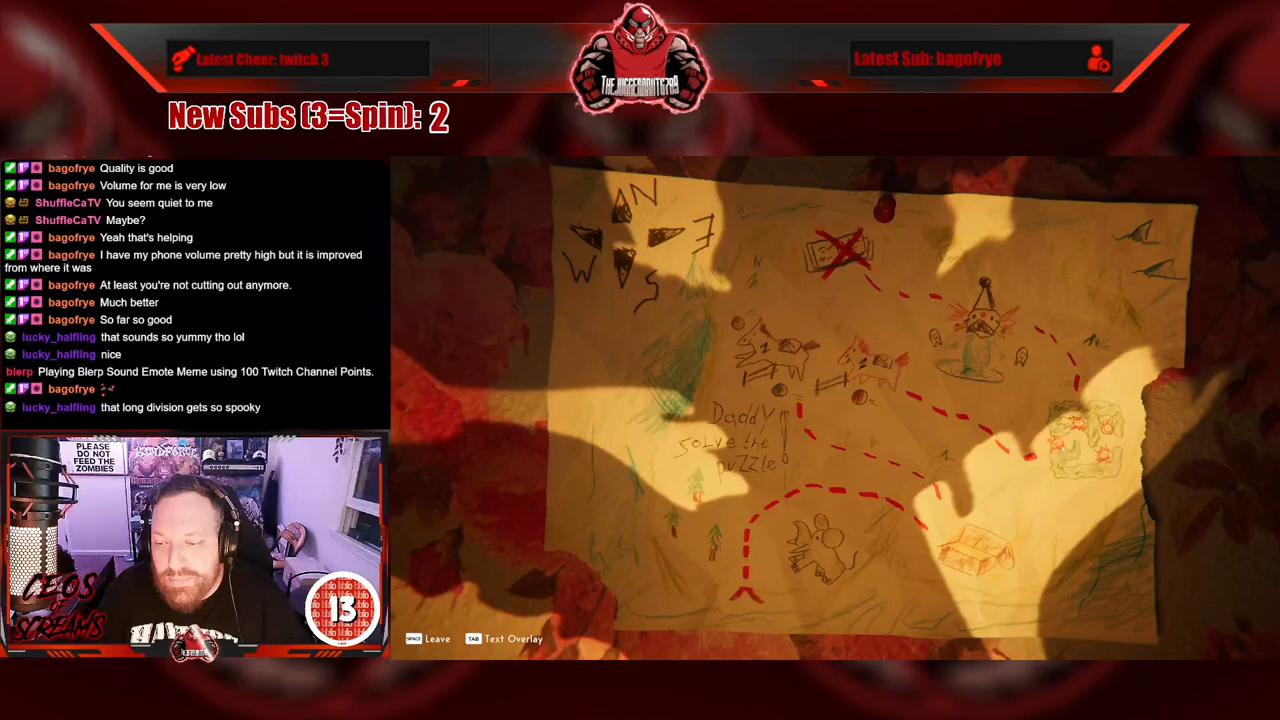 Latest Cheer: twitch 3
THEJUGGERNAUT6789
Latest Sub: bagofrye
New Subs (3=Spin): 2
bagofrye Quality is good
bagofrye Volume for me is very low
ShuffleCaTV You seem quiet to me
ShuffleCaTV Maybe?
bagofrye Yeah that's helping
bagofrye I have my phone volume pretty high but it is improved
from where it was
bagofrye At least you're not cutting out anymore.
bagofrye Much better
bagofrye So far so good
lucky_halfling that sounds so yummy tho lol
lucky_halfling nice
blerp Playing Blerp Sound Emote Meme using 100 Twitch Channel Points.
bagofrye
lucky_halfling that long division gets so spooky
PLEASE
DO NOT
FEED THE
ZOMBIES
CEOS
OF
SCREAMS
13
N
W
E
S
N
Daddy
solve the
puzzle
SPACE Leave
TAB Text Overlay